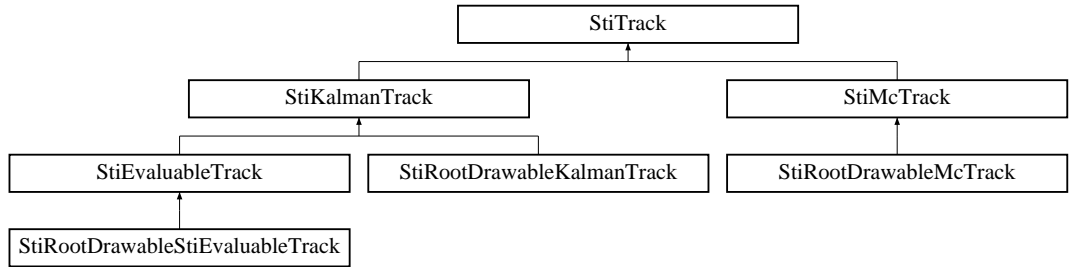 StiTrack
StiKalmanTrack
StiMcTrack
StiEvaluableTrack
StiRootDrawableKalmanTrack
StiRootDrawableMcTrack
StiRootDrawableStiEvaluableTrack